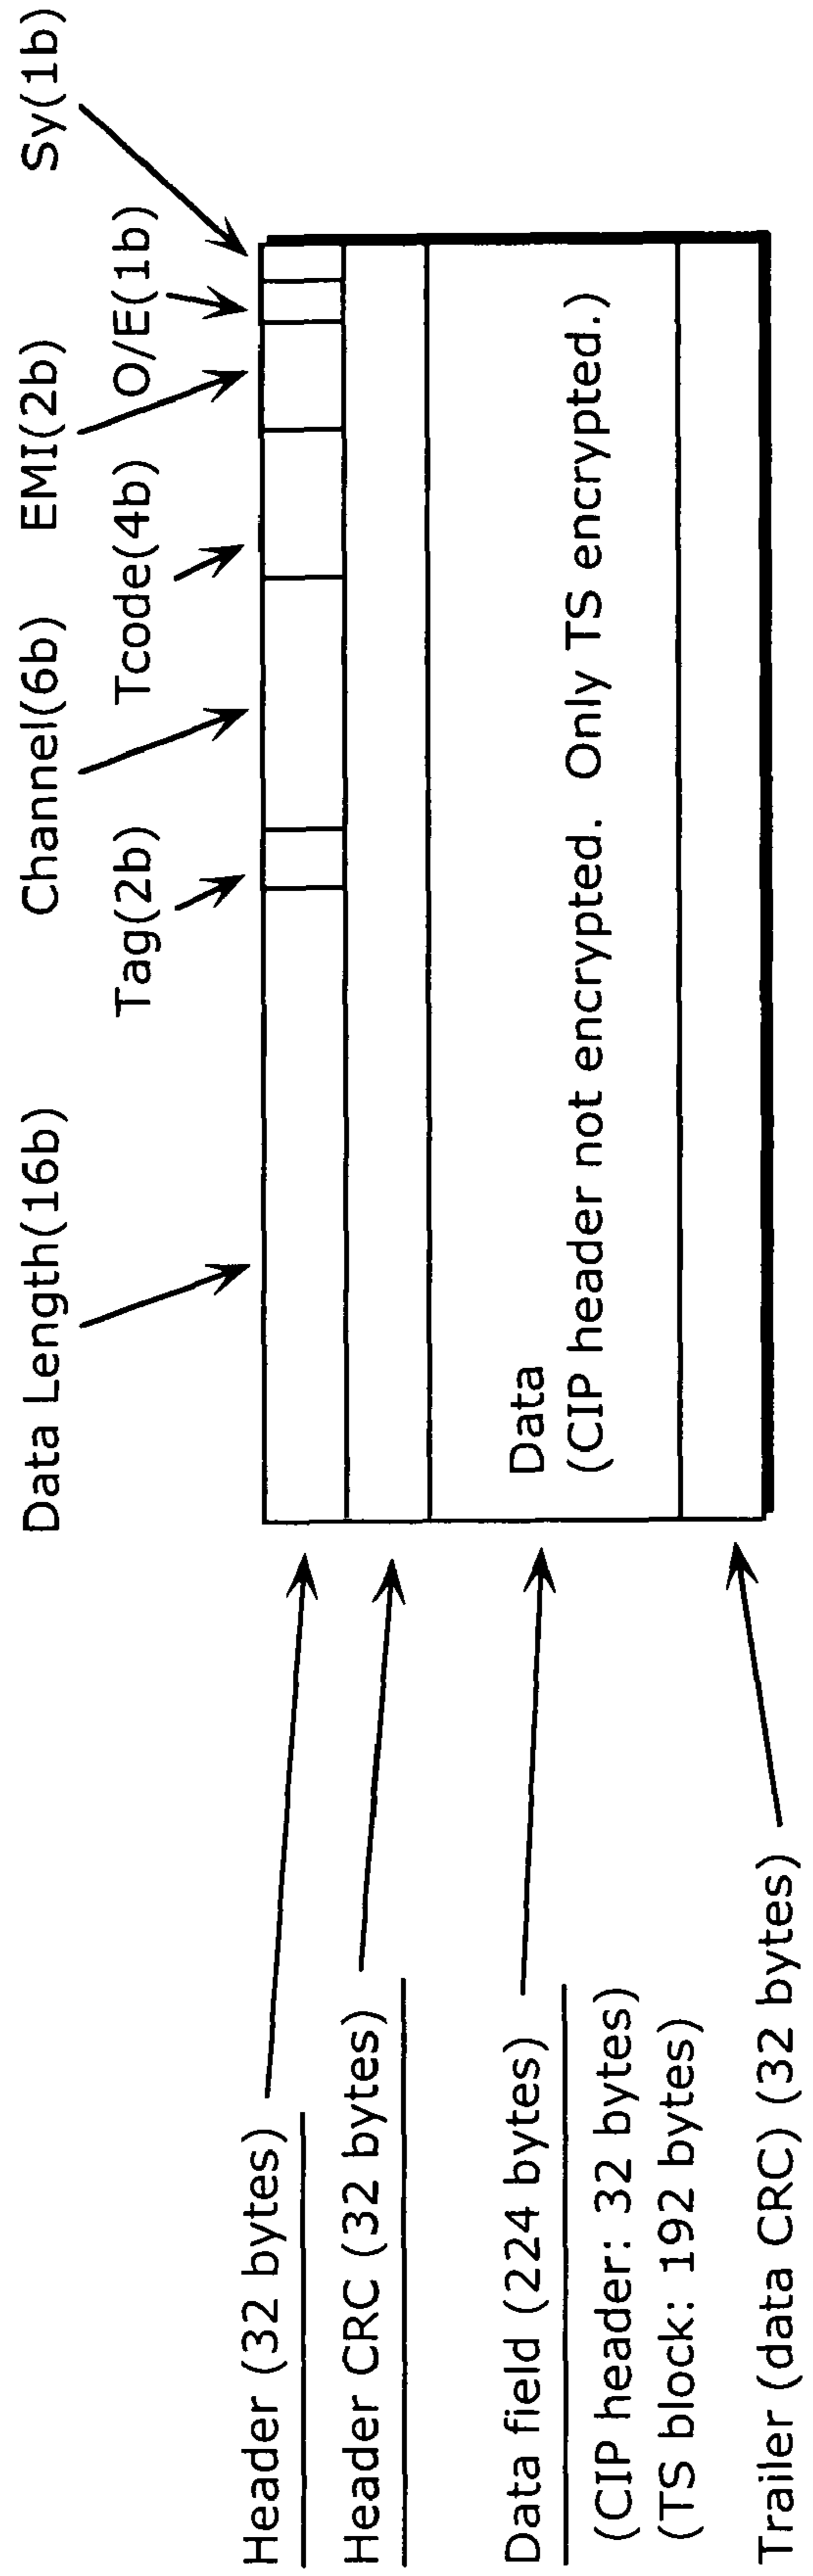 Data Length(16b)
Channel(6b)
EMI(2b)
Sy(1b)
Tag(2b)
Tcode(4b)
O/E(1b)
Header (32 bytes)
Header CRC (32 bytes)
Data field (224 bytes)
(CIP header: 32 bytes)
(TS block: 192 bytes)
Trailer (data CRC) (32 bytes)
Data
(CIP header not encrypted. Only TS encrypted.)